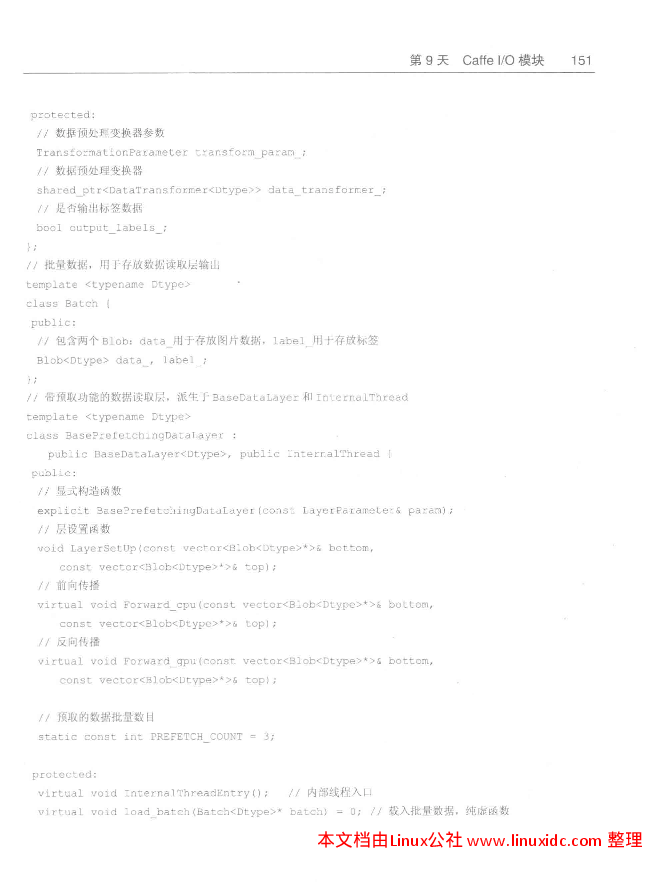 第 9 天 Caffe I/O 模块 151
protected:
// 数据预处理变换器参数
TransformationParameter transform_param_;
// 数据预处理变换器
shared_ptr<DataTransformer<Dtype>> data_transformer_;
// 是否输出标签数据
bool output_labels_;
};
// 批量数据，用于存放数据读取层输出
template <typename Dtype>
class Batch {
public:
// 包含两个 Blob：data_用于存放图片数据，label_用于存放标签
Blob<Dtype> data_, label_;
};
// 带预取功能的数据读取层，派生于 BaseDataLayer 和 InternalThread
template <typename Dtype>
class BasePrefetchingDataLayer :
public BaseDataLayer<Dtype>, public InternalThread {
public:
// 显式构造函数
explicit BasePrefetchingDataLayer(const LayerParameter& param);
// 层设置函数
void LayerSetUp(const vector<Blob<Dtype>*>& bottom,
const vector<Blob<Dtype>*>& top);
// 前向传播
virtual void Forward_cpu(const vector<Blob<Dtype>*>& bottom,
const vector<Blob<Dtype>*>& top);
// 反向传播
virtual void Forward_gpu(const vector<Blob<Dtype>*>& bottom,
const vector<Blob<Dtype>*>& top);
// 预取的数据批量数目
static const int PREFETCH_COUNT = 3;
protected:
virtual void InternalThreadEntry(); // 内部线程入口
virtual void load_batch(Batch<Dtype>* batch) = 0; // 载入批量数据，纯虚函数
本文档由Linux公社 www.linuxidc.com 整理